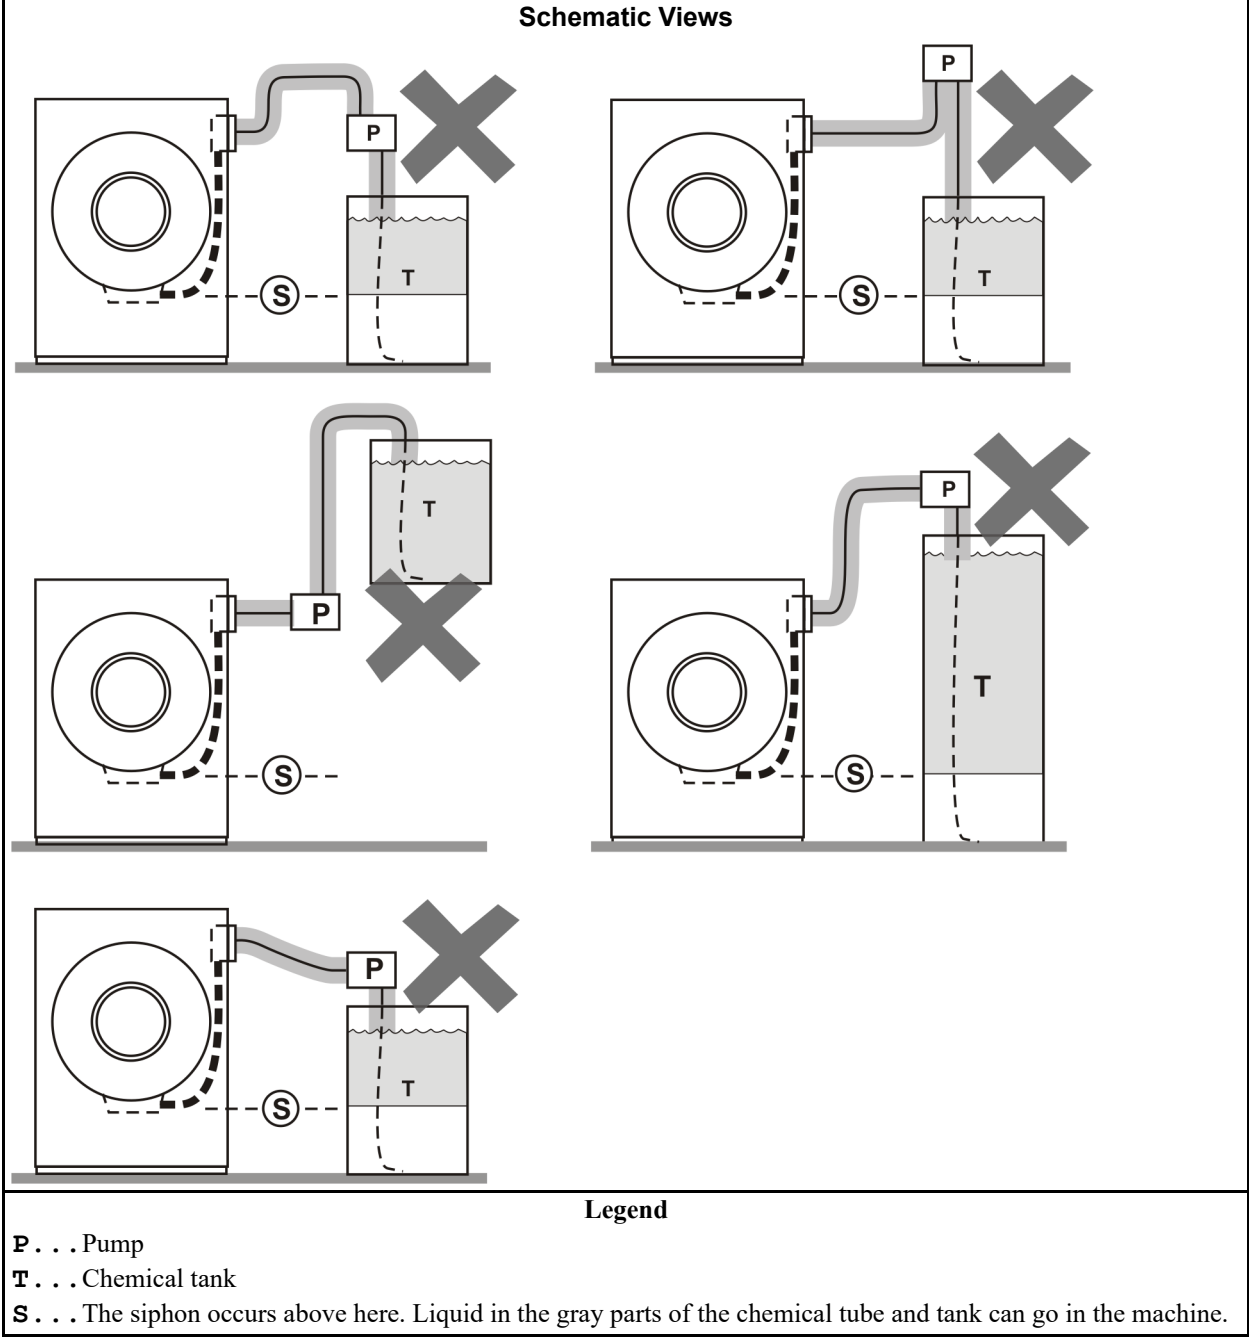 Schematic Views
P
T
S
P
T
S
P
T
S
P
T
S
P
T
S
Legend
P...Pump
T...Chemical tank
S...The siphon occurs above here. Liquid in the gray parts of the chemical tube and tank can go in the machine.